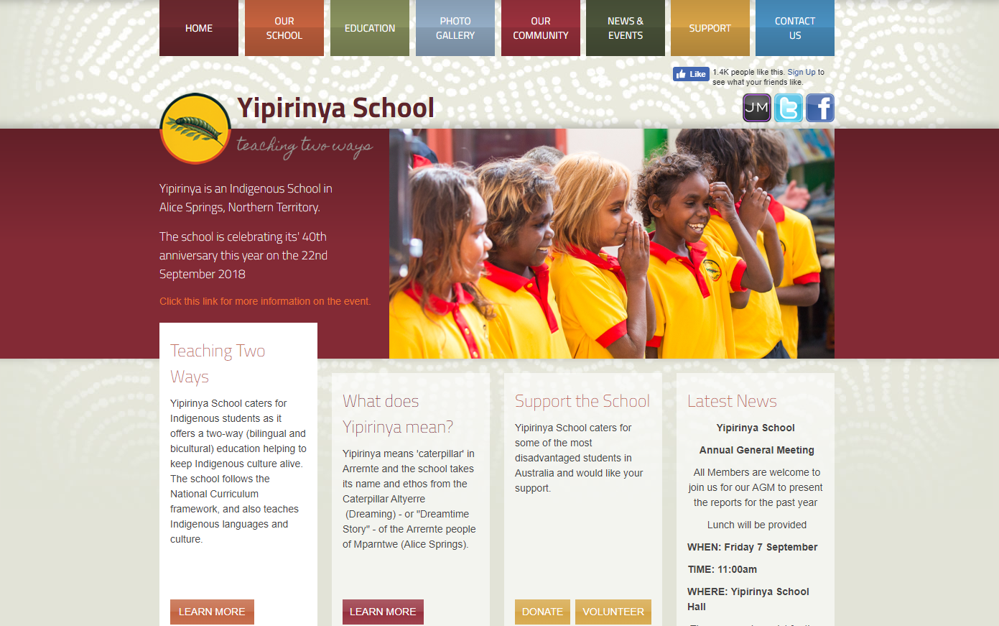 HOME
OUR
SCHOOL
EDUCATION
PHOTO
GALLERY
OUR
COMMUNITY
NEWS &
EVENTS
SUPPORT
CONTACT
US
Like 1.4K people like this. Sign Up to
see what your friends like.
JM
Yipirinya School
teaching two ways
Yipirinya is an Indigenous School in
Alice Springs, Northern Territory.
The school is celebrating its' 40th
anniversary this year on the 22nd
September 2018
Click this link for more information on the event.
Teaching Two
Ways
Yipirinya School caters for
Indigenous students as it
offers a two-way (bilingual and
bicultural) education helping to
keep Indigenous culture alive.
The school follows the
National Curriculum
framework, and also teaches
Indigenous languages and
culture.
LEARN MORE
What does
Yipirinya mean?
Yipirinya means 'caterpillar' in
Arrernte and the school takes
its name and ethos from the
Caterpillar Altyerre
(Dreaming) - or "Dreamtime
Story" - of the Arrernte people
of Mparntwe (Alice Springs).
LEARN MORE
Support the School
Yipirinya School caters for
some of the most
disadvantaged students in
Australia and would like your
support.
DONATE VOLUNTEER
Latest News
Yipirinya School
Annual General Meeting
All Members are welcome to
join us for our AGM to present
the reports for the past year
Lunch will be provided
WHEN: Friday 7 September
TIME: 11:00am
WHERE: Yipirinya School
Hall